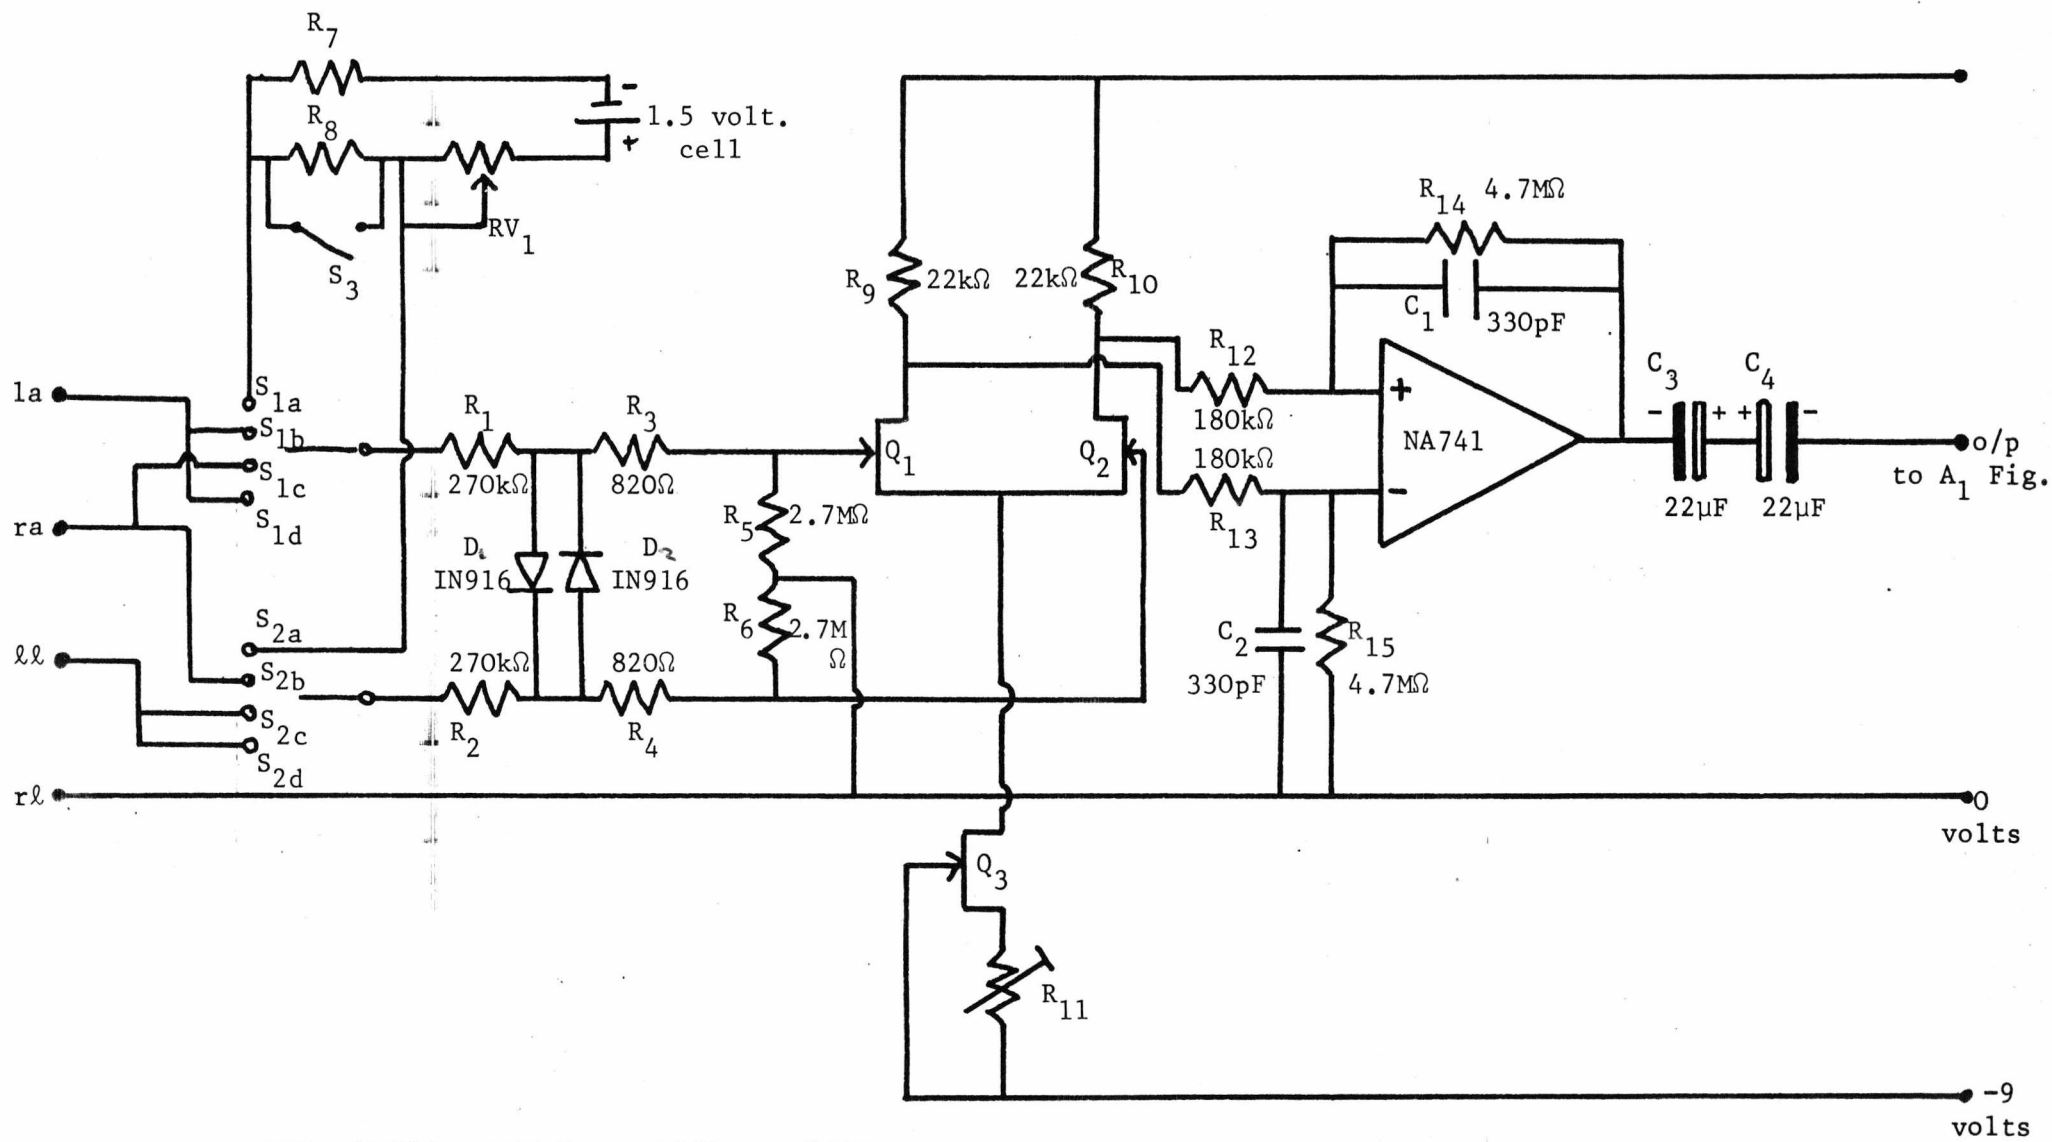 R7
-
1.5 volt.
cell
+
R8
RV1
S3
R9
22kΩ
22kΩ
R10
R14
4.7MΩ
C1
330pF
R12
180kΩ
180kΩ
R13
+
NA741
-
C3
C4
- + + -
22μF
22μF
o/p
to A1 Fig.
la
S1a
S1b
S1c
S1d
ra
R1
270kΩ
R3
820Ω
Q1
Q2
D1
IN916
D2
IN916
R5
2.7MΩ
R6
2.7M
Ω
S2a
S2b
S2c
S2d
ℓℓ
270kΩ
R2
820Ω
R4
C2
330pF
R15
4.7MΩ
rℓ
0
volts
Q3
R11
-9
volts